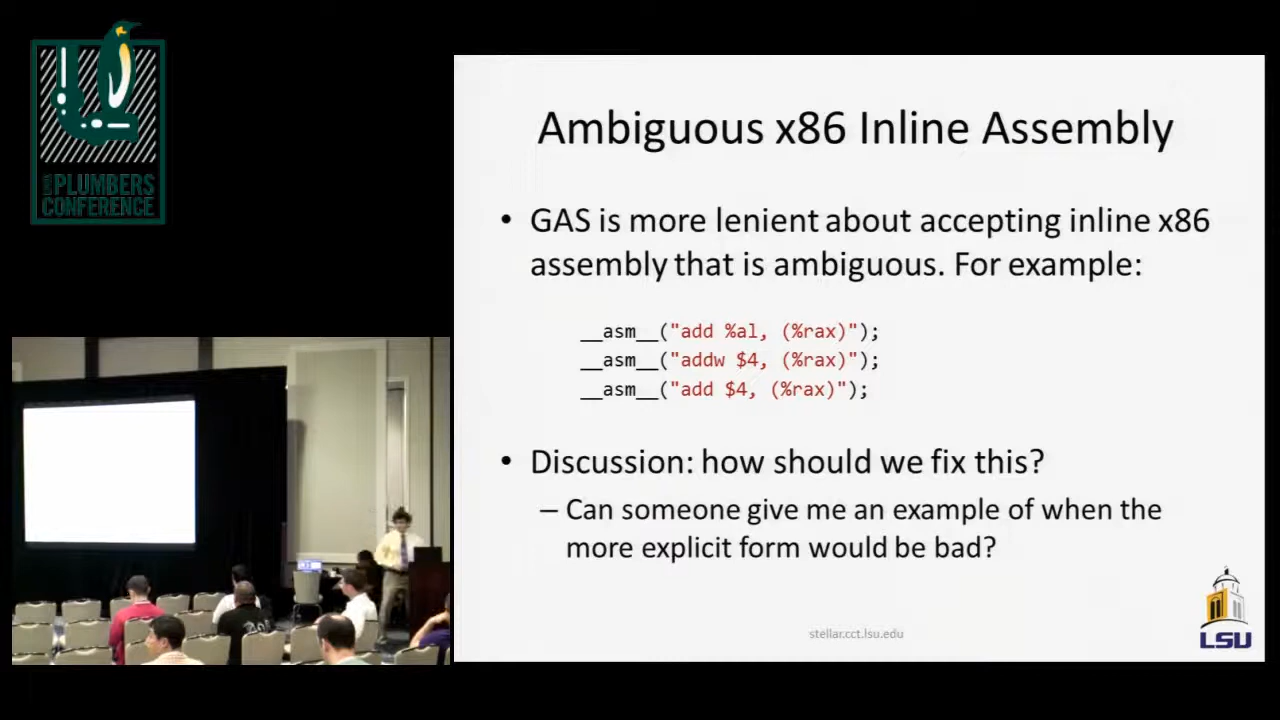 LINUX PLUMBERS
CONFERENCE
Ambiguous x86 Inline Assembly
• GAS is more lenient about accepting inline x86
assembly that is ambiguous. For example:
__asm__("add %al, (%rax)");
__asm__("addw $4, (%rax)");
__asm__("add $4, (%rax)");
• Discussion: how should we fix this?
– Can someone give me an example of when the
more explicit form would be bad?
stellar.cct.lsu.edu
LSU